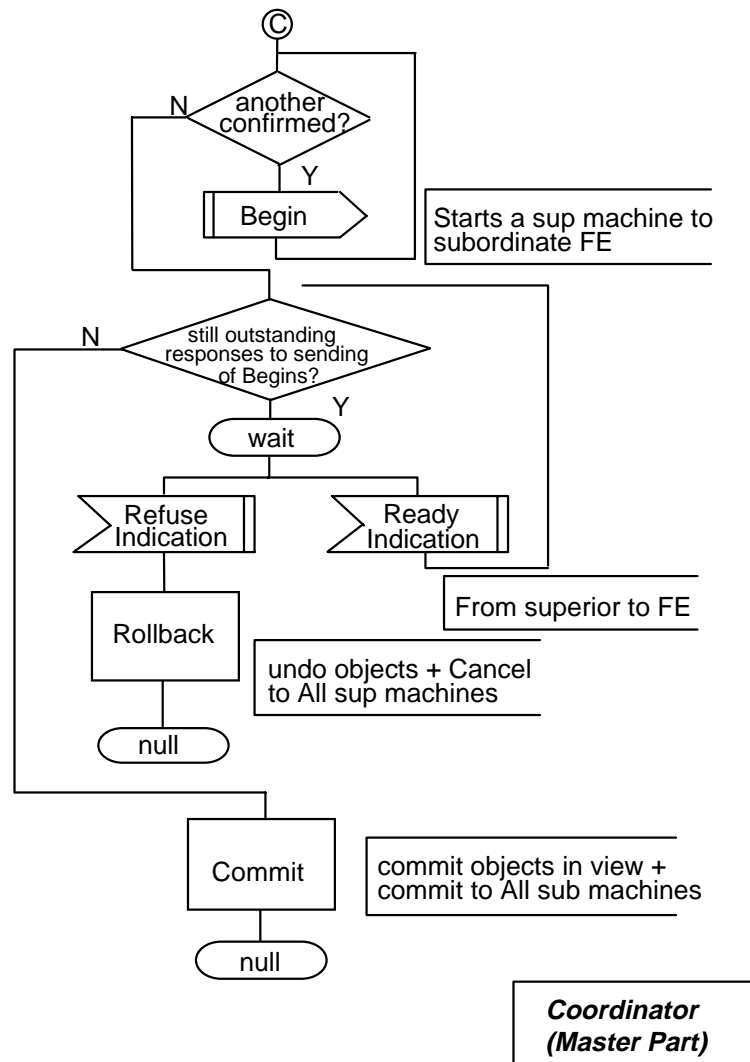 C
N
another
confirmed?
Y
Begin
Starts a sup machine to
subordinate FE
N
still outstanding
responses to sending
of Begins?
Y
wait
Refuse
Indication
Ready
Indication
From superior to FE
Rollback
undo objects + Cancel
to All sup machines
null
Commit
commit objects in view +
commit to All sub machines
null
Coordinator
(Master Part)